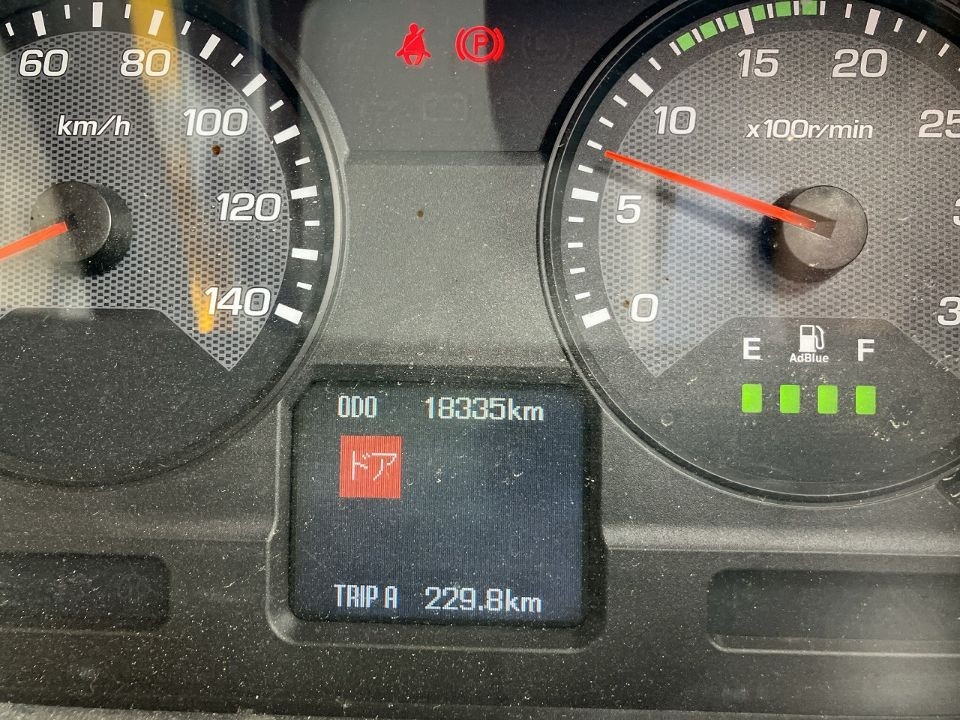 60
80
km/h
100
120
140
P
10
15
20
25
x100r/min
5
0
E
AdBlue
F
ODO 18335km
ドア
TRIP A 229.8km